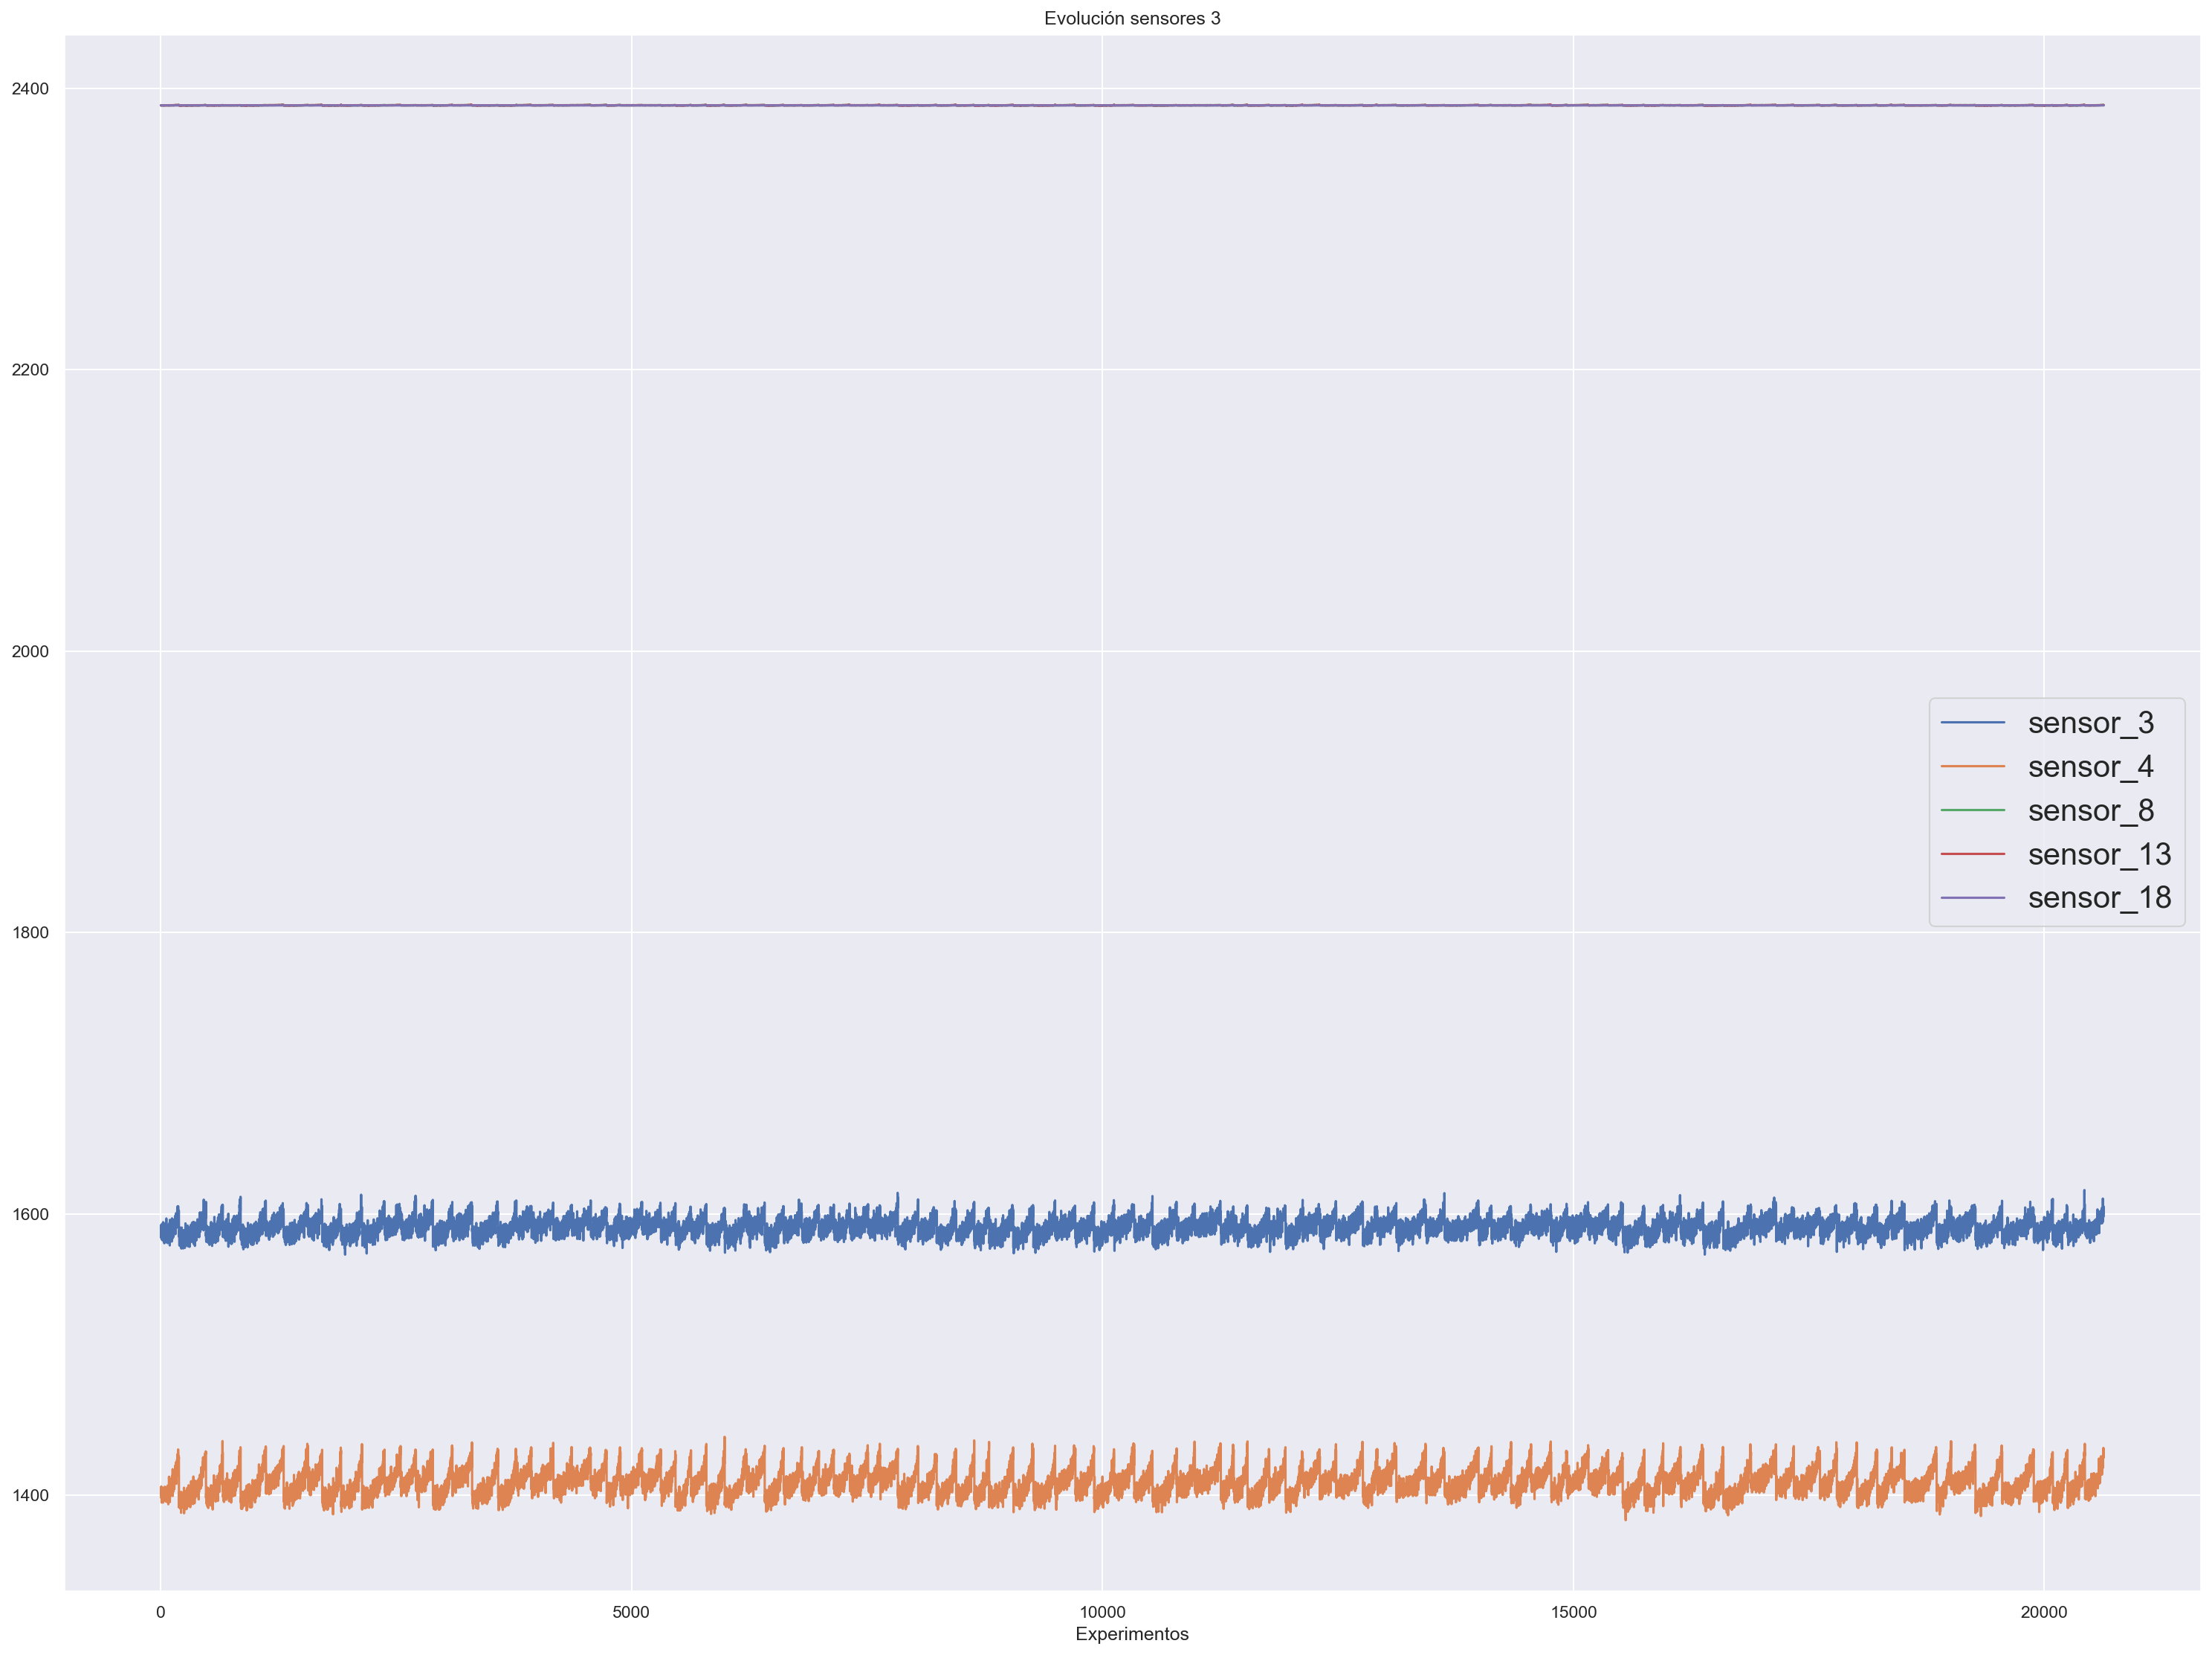 Evolución sensores 3
2400
2200
2000
1800
1600
1400
sensor_3
sensor_4
sensor_8
sensor_13
sensor_18
0 5000 10000 15000 20000
Experimentos